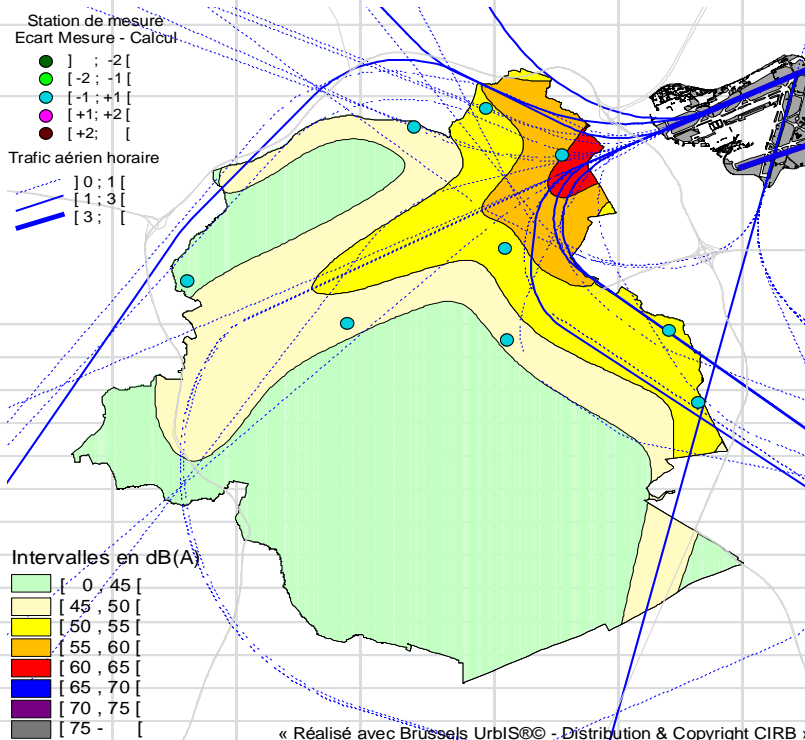 Station de mesure
Ecart Mesure - Calcul
] ; -2 [
[ -2 ; -1 [
[ -1 ; +1 [
[ +1; +2 [
[ +2; [
Trafic aérien horaire
] 0 ; 1 [
[ 1 ; 3 [
[ 3 ; [
Intervalles en dB(A)
[ 0 , 45 [
[ 45 , 50 [
[ 50 , 55 [
[ 55 , 60 [
[ 60 , 65 [
[ 65 , 70 [
[ 70 , 75 [
[ 75 - [
« Réalisé avec Brussels UrbIS®© - Distribution & Copyright CIRB »